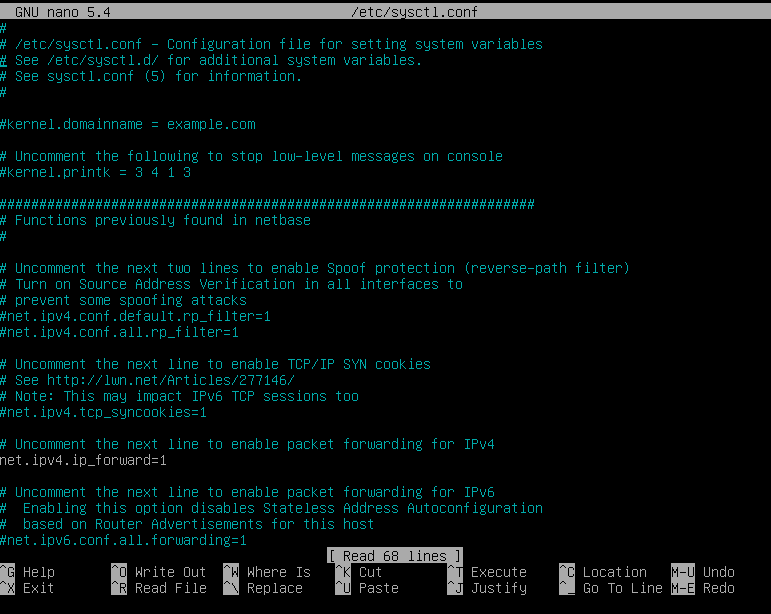 GNU nano 5.4 /etc/sysctl.conf
#
# /etc/sysctl.conf - Configuration file for setting system variables
# See /etc/sysctl.d/ for additional system variables.
# See sysctl.conf (5) for information.
#
#kernel.domainname = example.com
# Uncomment the following to stop low-level messages on console
#kernel.printk = 3 4 1 3
###################################################################
# Functions previously found in netbase
#
# Uncomment the next two lines to enable Spoof protection (reverse-path filter)
# Turn on Source Address Verification in all interfaces to
# prevent some spoofing attacks
#net.ipv4.conf.default.rp_filter=1
#net.ipv4.conf.all.rp_filter=1
# Uncomment the next line to enable TCP/IP SYN cookies
# See http://lwn.net/Articles/277146/
# Note: This may impact IPv6 TCP sessions too
#net.ipv4.tcp_syncookies=1
# Uncomment the next line to enable packet forwarding for IPv4
net.ipv4.ip_forward=1
# Uncomment the next line to enable packet forwarding for IPv6
#  Enabling this option disables Stateless Address Autoconfiguration
#  based on Router Advertisements for this host
#net.ipv6.conf.all.forwarding=1
[ Read 68 lines ]
^G Help ^O Write Out ^W Where Is ^K Cut ^T Execute ^C Location M-U Undo
^X Exit ^R Read File ^\ Replace ^U Paste ^J Justify ^_ Go To Line M-E Redo